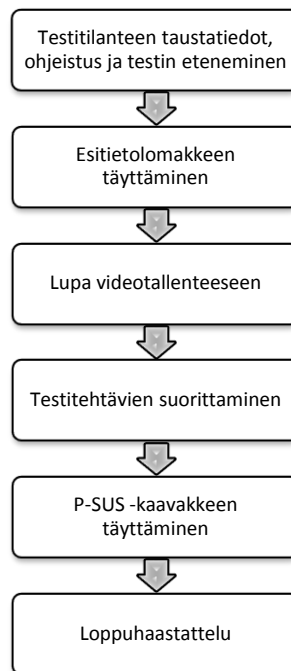 Testitilanteen taustatiedot,
ohjeistus ja testin eteneminen
Esitietolomakkeen
täyttäminen
Lupa videotallenteeseen
Testitehtävien suorittaminen
P-SUS -kaavakkeen
täyttäminen
Loppuhaastattelu